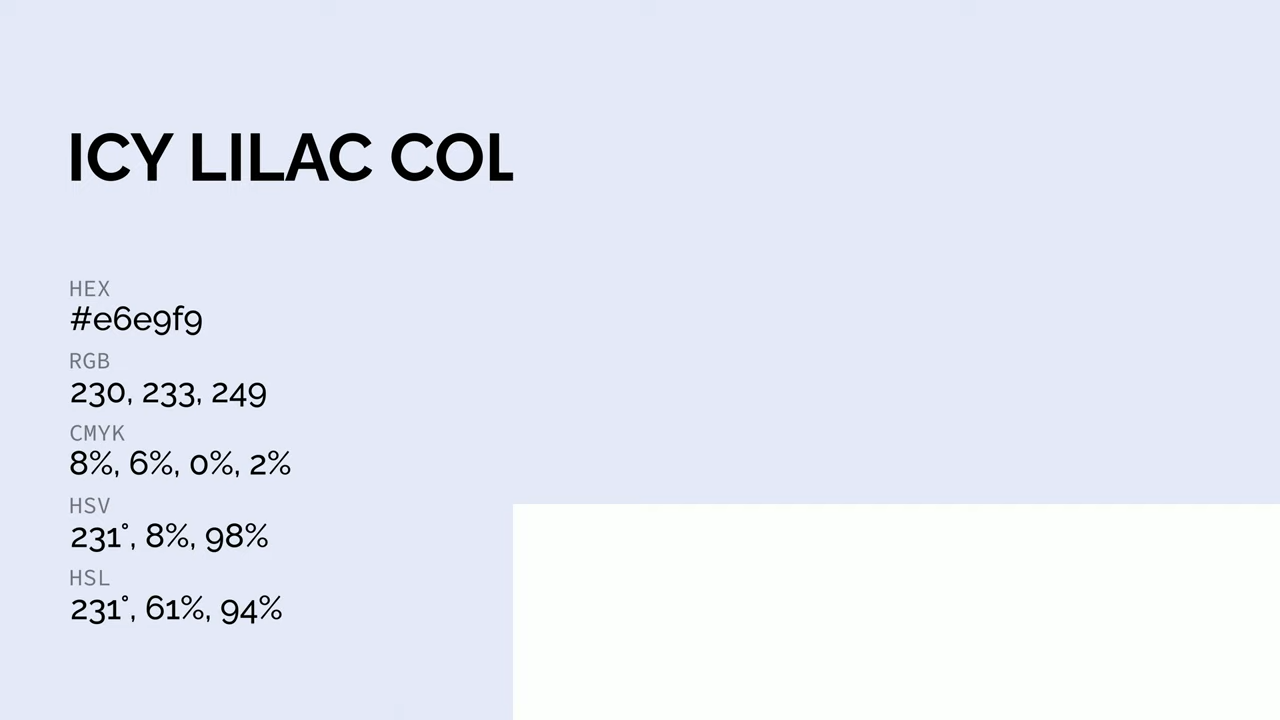 ICY LILAC COL
HEX
#e6e9f9
RGB
230, 233, 249
CMYK
8%, 6%, 0%, 2%
HSV
231°, 8%, 98%
HSL
231°, 61%, 94%